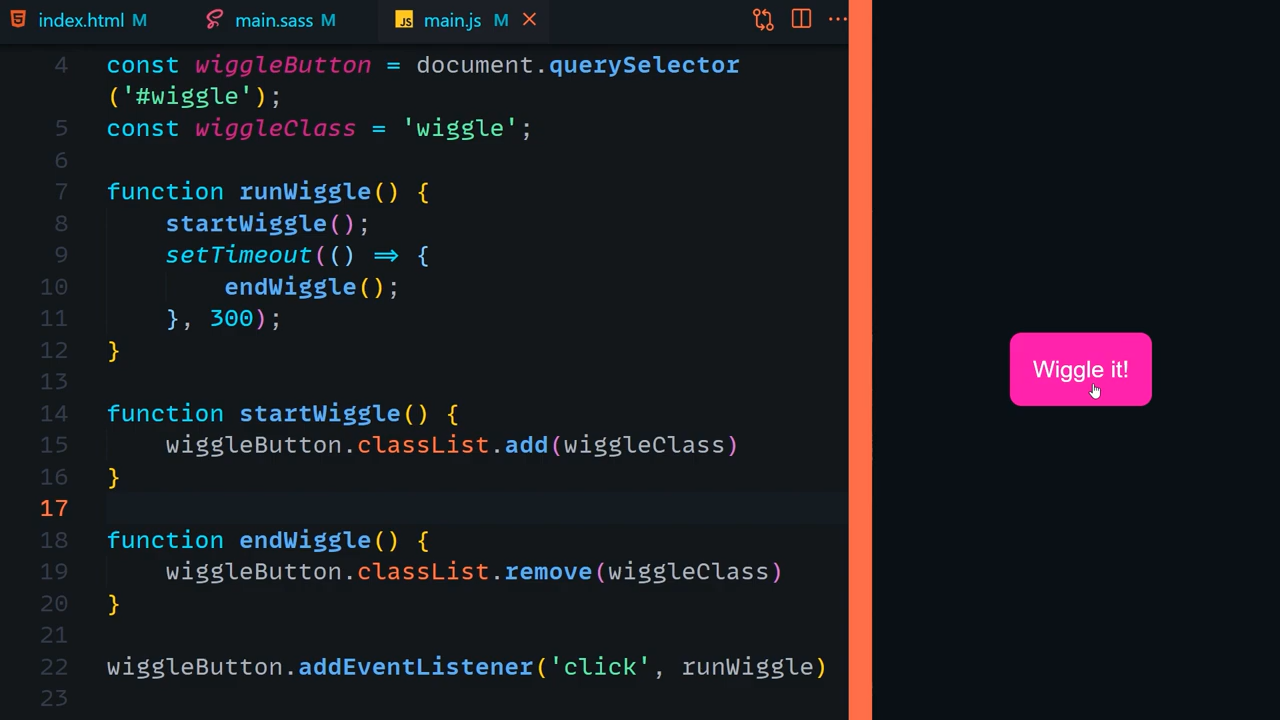 index.html M main.sass M JS main.js M
4 const wiggleButton = document.querySelector
('#wiggle');
5 const wiggleClass = 'wiggle';
6
7 function runWiggle() {
8 startWiggle();
9 setTimeout(() => {
10 endWiggle();
11 }, 300);
12 }
13
14 function startWiggle() {
15 wiggleButton.classList.add(wiggleClass)
16 }
17
18 function endWiggle() {
19 wiggleButton.classList.remove(wiggleClass)
20 }
21
22 wiggleButton.addEventListener('click', runWiggle)
23
Wiggle it!